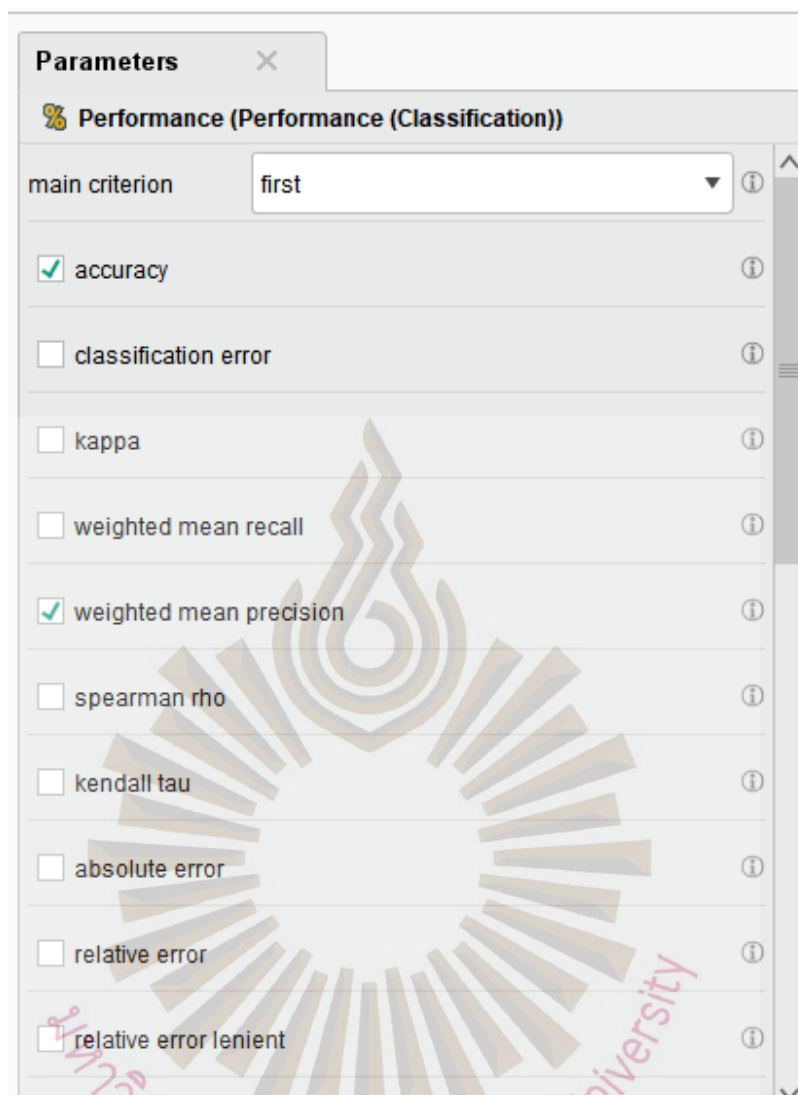 Parameters
Performance (Performance (Classification))
main criterion first
accuracy
classification error
kappa
weighted mean recall
weighted mean precision
spearman rho
kendall tau
absolute error
relative error
relative error lenient